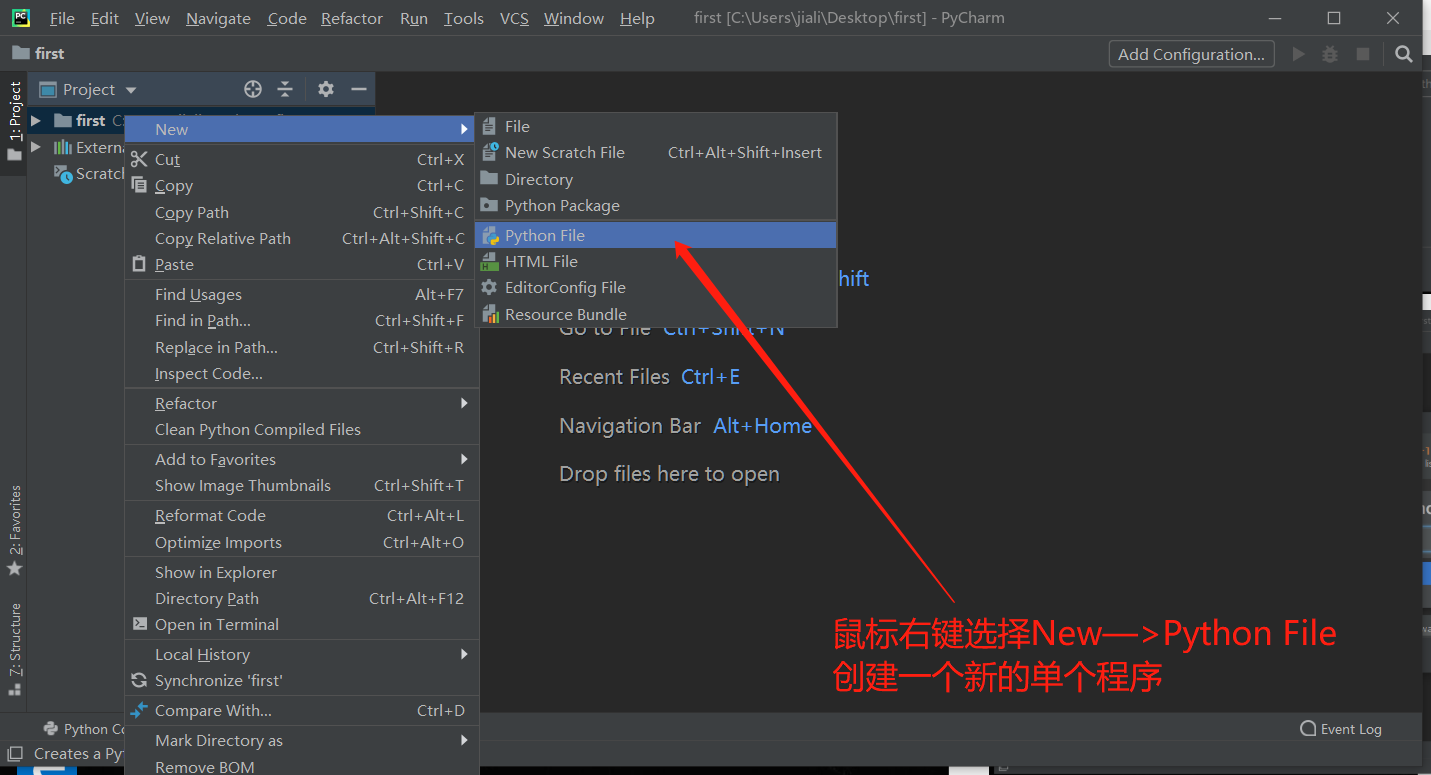 File Edit View Navigate Code Refactor Run Tools VCS Window Help first [C:\Users\jiali\Desktop\first] - PyCharm
first Add Configuration...
1: Project
Project
first
Externa
Scratch
New
Cut Ctrl+X
Copy Ctrl+C
Copy Path Ctrl+Shift+C
Copy Relative Path Ctrl+Alt+Shift+C
Paste Ctrl+V
Find Usages Alt+F7
Find in Path... Ctrl+Shift+F
Replace in Path... Ctrl+Shift+R
Inspect Code...
Refactor
Clean Python Compiled Files
Add to Favorites
Show Image Thumbnails Ctrl+Shift+T
Reformat Code Ctrl+Alt+L
Optimize Imports Ctrl+Alt+O
Show in Explorer
Directory Path Ctrl+Alt+F12
Open in Terminal
Local History
Synchronize 'first'
Compare With... Ctrl+D
Mark Directory as
Remove BOM
File
New Scratch File Ctrl+Alt+Shift+Insert
Directory
Python Package
Python File
HTML File
EditorConfig File
Resource Bundle
hift
Go to File Ctrl+Shift+N
Recent Files Ctrl+E
Navigation Bar Alt+Home
Drop files here to open
鼠标右键选择New—>Python File
创建一个新的单个程序
2: Favorites
7: Structure
Python Co
Event Log
Creates a Py